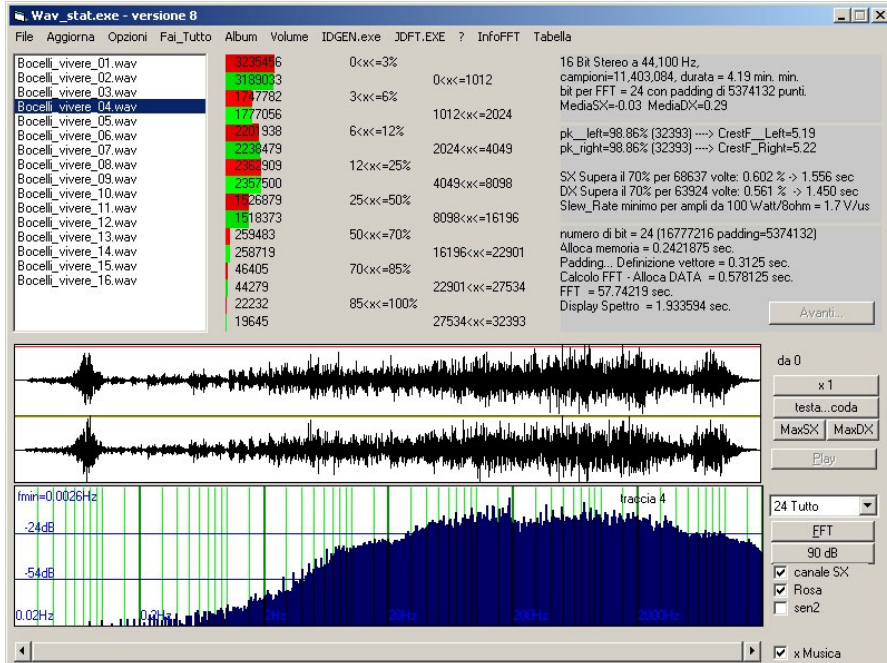 Wav_stat.exe - versione 8
File Aggiorna Opzioni Fai_Tutto Album Volume IDGEN.exe JDFT.EXE ? InfoFFT Tabella
Bocelli_vivere_01.wav
Bocelli_vivere_02.wav
Bocelli_vivere_03.wav
Bocelli_vivere_04.wav
Bocelli_vivere_05.wav
Bocelli_vivere_06.wav
Bocelli_vivere_07.wav
Bocelli_vivere_08.wav
Bocelli_vivere_09.wav
Bocelli_vivere_10.wav
Bocelli_vivere_11.wav
Bocelli_vivere_12.wav
Bocelli_vivere_13.wav
Bocelli_vivere_14.wav
Bocelli_vivere_15.wav
Bocelli_vivere_16.wav
3235456 0<x<=3%
3189033 0<x<=1012
1747782 3<x<=6%
1777056 1012<x<=2024
2201938 6<x<=12%
2238479 2024<x<=4049
2362909 12<x<=25%
2357500 4049<x<=8098
1526879 25<x<=50%
1518373 8098<x<=16196
259483 50<x<=70%
258719 16196<x<=22901
46405 70<x<=85%
44279 22901<x<=27534
22232 85<x<=100%
19645 27534<x<=32393
16 Bit Stereo a 44,100 Hz,
campioni=11,403,084, durata = 4.19 min. min.
bit per FFT = 24 con padding di 5374132 punti.
MediaSX=-0.03 MediaDX=0.29
pk__left=98.86% (32393) ----> CrestF__Left=5.19
pk_right=98.86% (32393) ----> CrestF_Right=5.22
SX Supera il 70% per 68637 volte: 0.602 % -> 1.556 sec
DX Supera il 70% per 63924 volte: 0.561 % -> 1.450 sec
Slew_Rate minimo per ampli da 100 Watt/8ohm = 1.7 V/us
numero di bit = 24 (16777216 padding=5374132)
Alloca memoria = 0.2421875 sec.
Padding... Definizione vettore = 0.3125 sec.
Calcolo FFT - Alloca DATA = 0.578125 sec.
FFT = 57.74219 sec.
Display Spettro = 1.933594 sec.
Avanti...
da 0
x 1
testa...coda
MaxSX MaxDX
Play
fmin=0.0026Hz
traccia 4
-24dB
-54dB
0.02Hz 0.2Hz 2Hz 20Hz 200Hz 2000Hz
24 Tutto
FFT
90 dB
canale SX
Rosa
sen2
x Musica